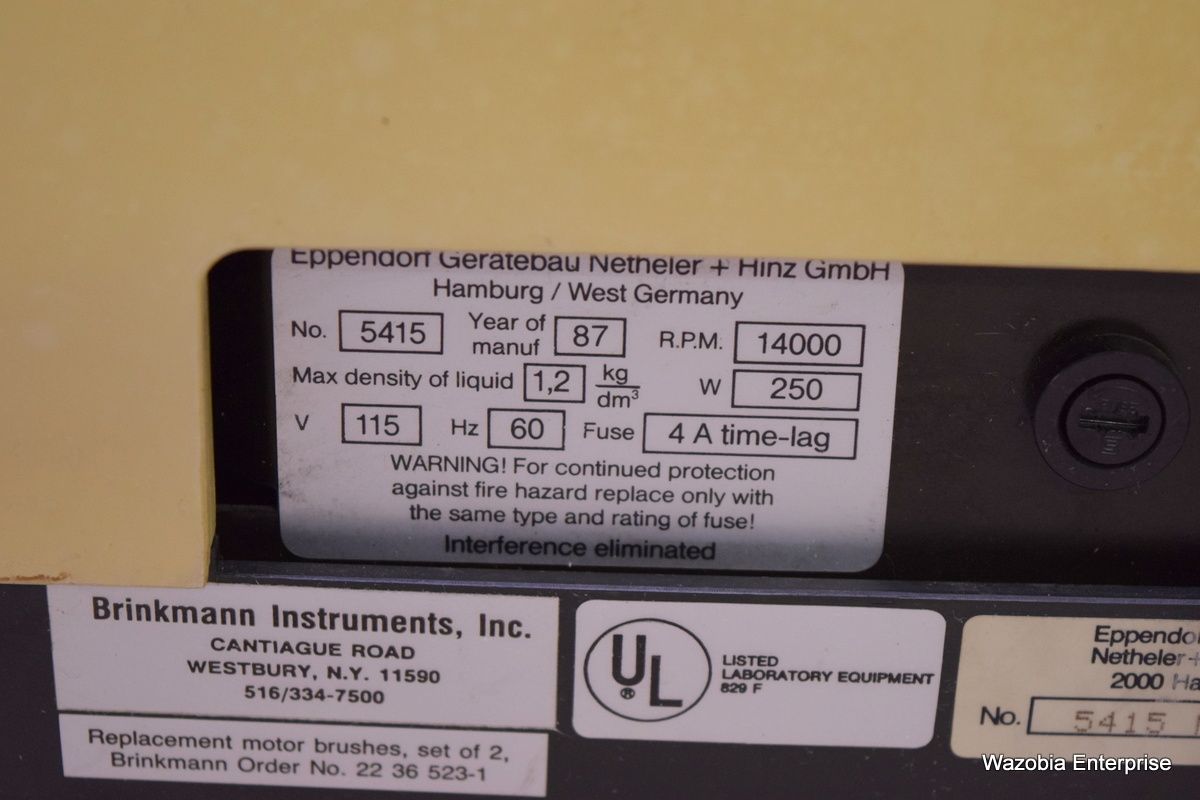 Eppendorf Gerätebau Netheler + Hinz GmbH
Hamburg / West Germany
No. 5415 Year of manuf 87 R.P.M. 14000
Max density of liquid 1,2 kg/dm³ W 250
V 115 Hz 60 Fuse 4 A time-lag
WARNING! For continued protection
against fire hazard replace only with
the same type and rating of fuse!
Interference eliminated
Brinkmann Instruments, Inc.
CANTIAGUE ROAD
WESTBURY, N.Y. 11590
516/334-7500
Replacement motor brushes, set of 2,
Brinkmann Order No. 22 36 523-1
UL
®
LISTED
LABORATORY EQUIPMENT
829 F
Eppendo
Netheler +
2000 Ha
No. 5415
Wazobia Enterprise